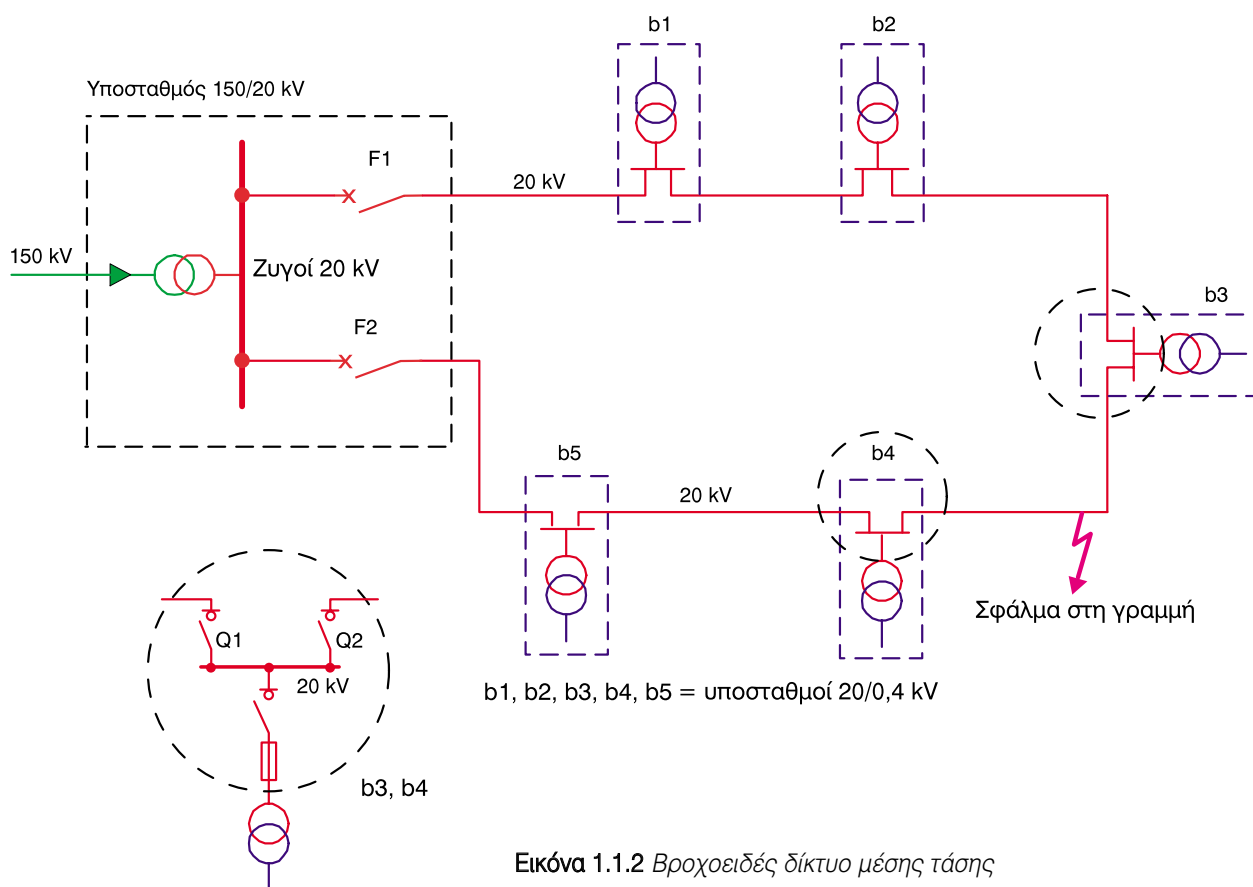 b1
b2
Υποσταθμός 150/20 kV
F1
20 kV
150 kV
Ζυγοί 20 kV
b3
F2
b5
b4
20 kV
Σφάλμα στη γραμμή
Q1
Q2
20 kV
b1, b2, b3, b4, b5 = υποσταθμοί 20/0,4 kV
b3, b4
Εικόνα 1.1.2 Βροχοειδές δίκτυο μέσης τάσης